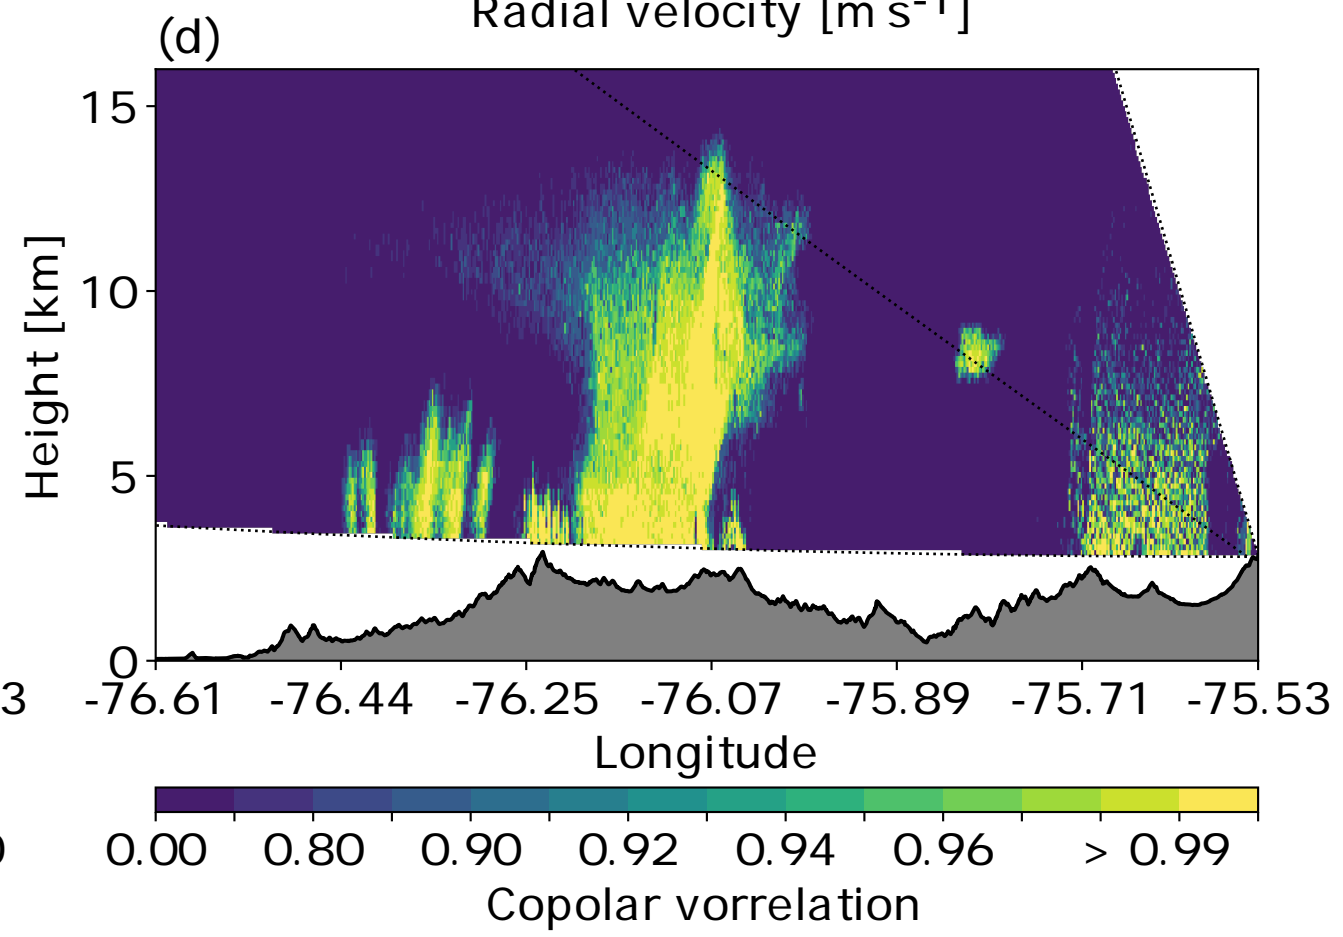 Radial velocity [m s-1]
(d)
15
10
5
0
Height [km]
3 -76.61 -76.44 -76.25 -76.07 -75.89 -75.71 -75.53
Longitude
0 0.00 0.80 0.90 0.92 0.94 0.96 > 0.99
Copolar vorrelation